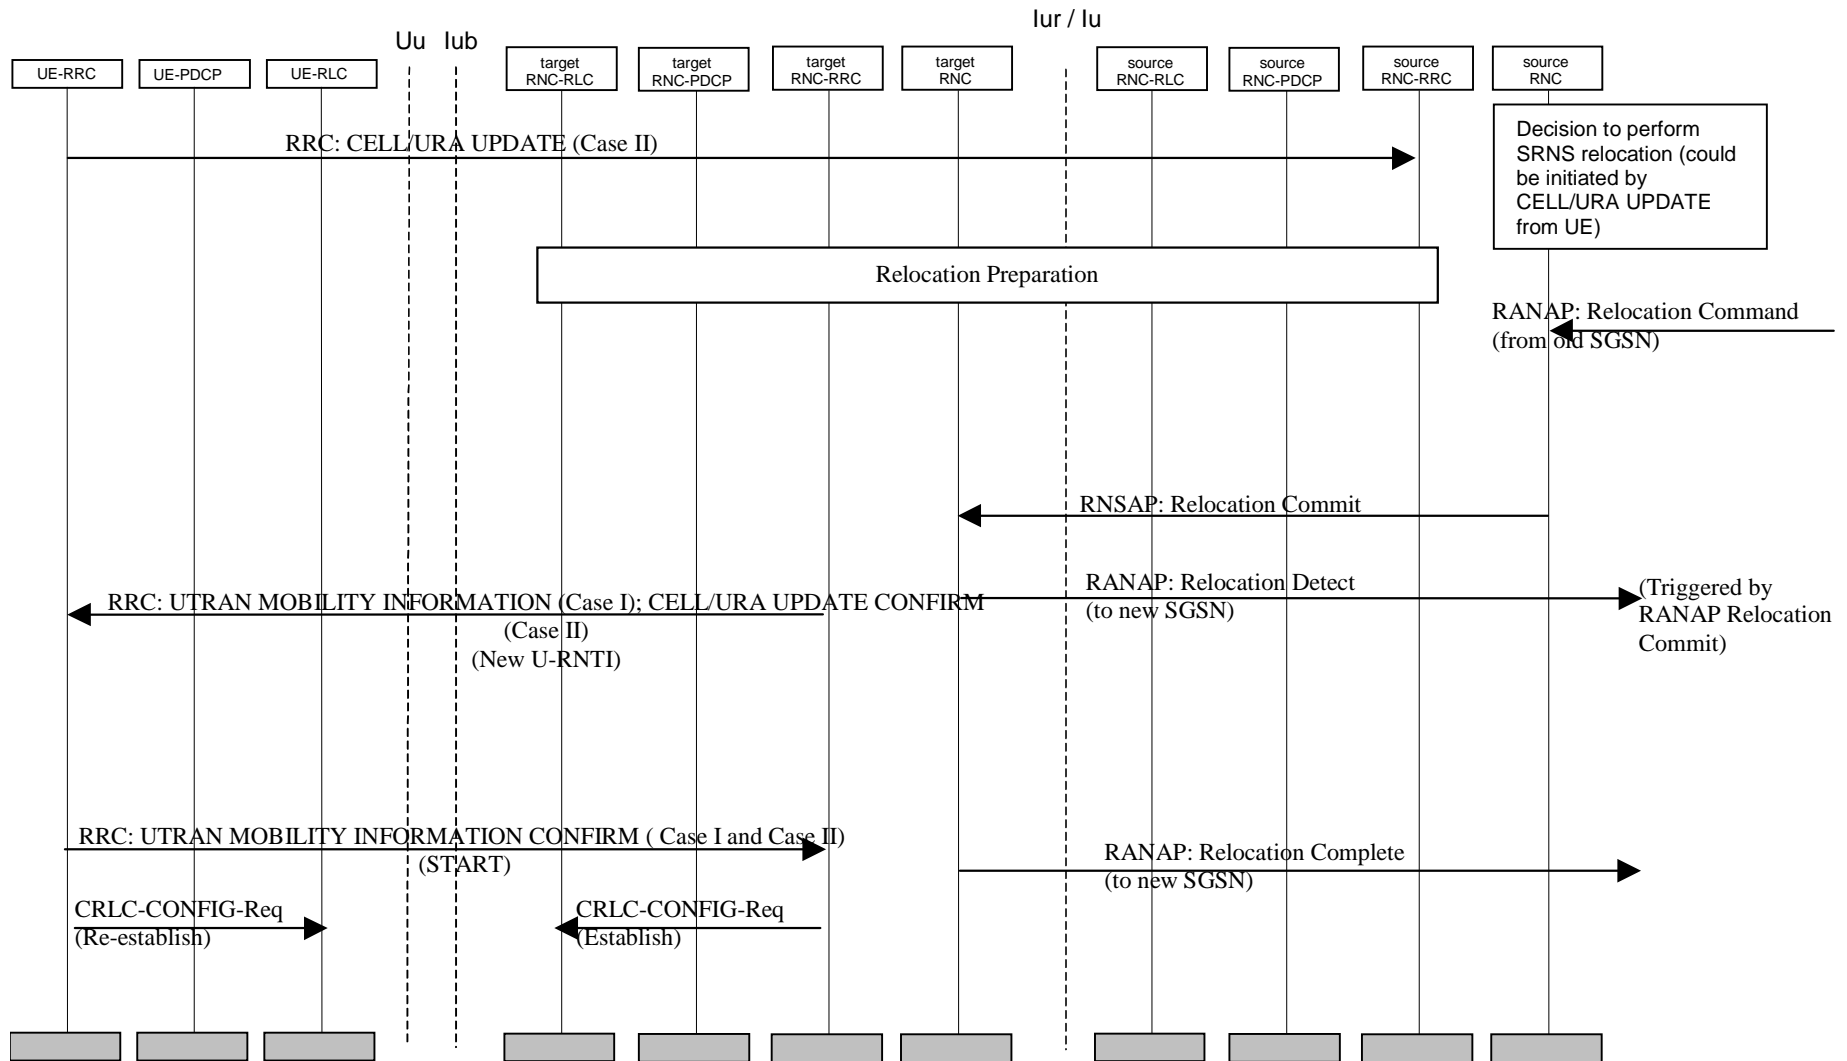 Iur / Iu
Uu
Iub
UE-RRC
UE-PDCP
UE-RLC
target
RNC-RLC
target
RNC-PDCP
target
RNC-RRC
target
RNC
source
RNC-RLC
source
RNC-PDCP
source
RNC-RRC
source
RNC
RRC: CELL/URA UPDATE (Case II)
Decision to perform
SRNS relocation (could
be initiated by
CELL/URA UPDATE
from UE)
Relocation Preparation
RANAP: Relocation Command
(from old SGSN)
RNSAP: Relocation Commit
RANAP: Relocation Detect
(to new SGSN)
(Triggered by
RANAP Relocation
Commit)
RRC: UTRAN MOBILITY INFORMATION (Case I); CELL/URA UPDATE CONFIRM
(Case II)
(New U-RNTI)
RRC: UTRAN MOBILITY INFORMATION CONFIRM ( Case I and Case II)
(START)
RANAP: Relocation Complete
(to new SGSN)
CRLC-CONFIG-Req
(Re-establish)
CRLC-CONFIG-Req
(Establish)